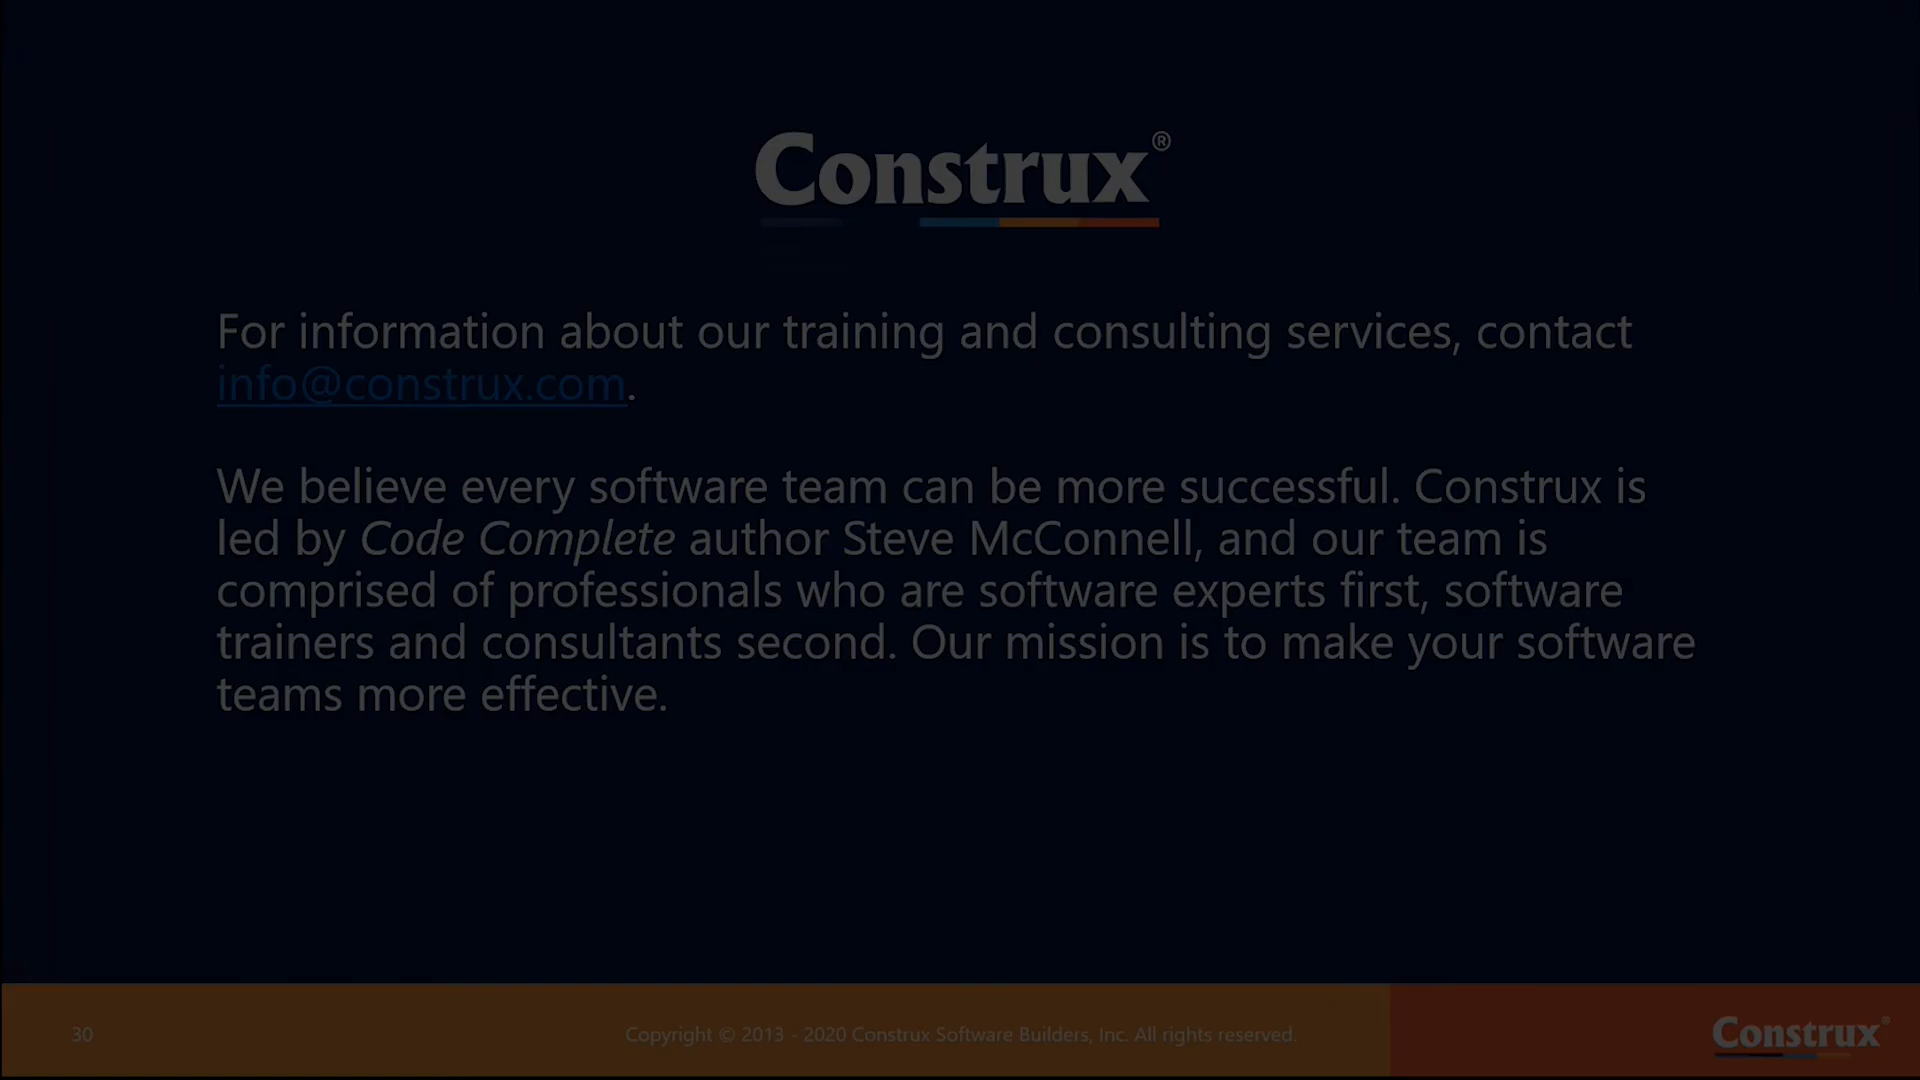 Construx®
For information about our training and consulting services, contact
info@construx.com.
We believe every software team can be more successful. Construx is
led by Code Complete author Steve McConnell, and our team is
comprised of professionals who are software experts first, software
trainers and consultants second. Our mission is to make your software
teams more effective.
30
Copyright © 2013 - 2020 Construx Software Builders, Inc. All rights reserved.
Construx®